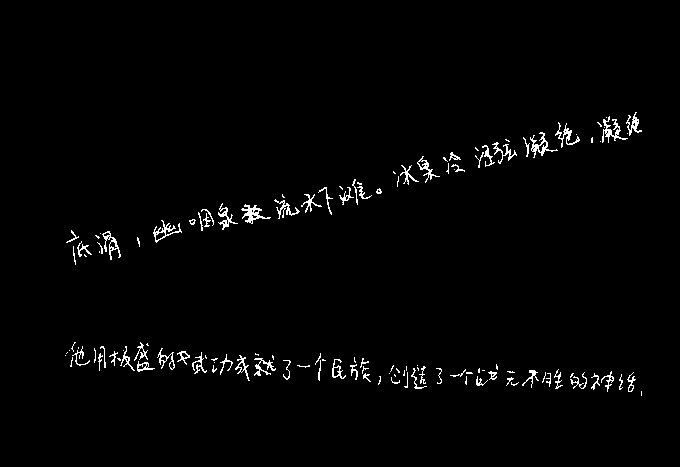 底滑，幽咽泉流水下难。冰泉冷涩弦凝绝，凝绝
他用极盛的武功成就了一个民族，创造了一个战无不胜的神话，